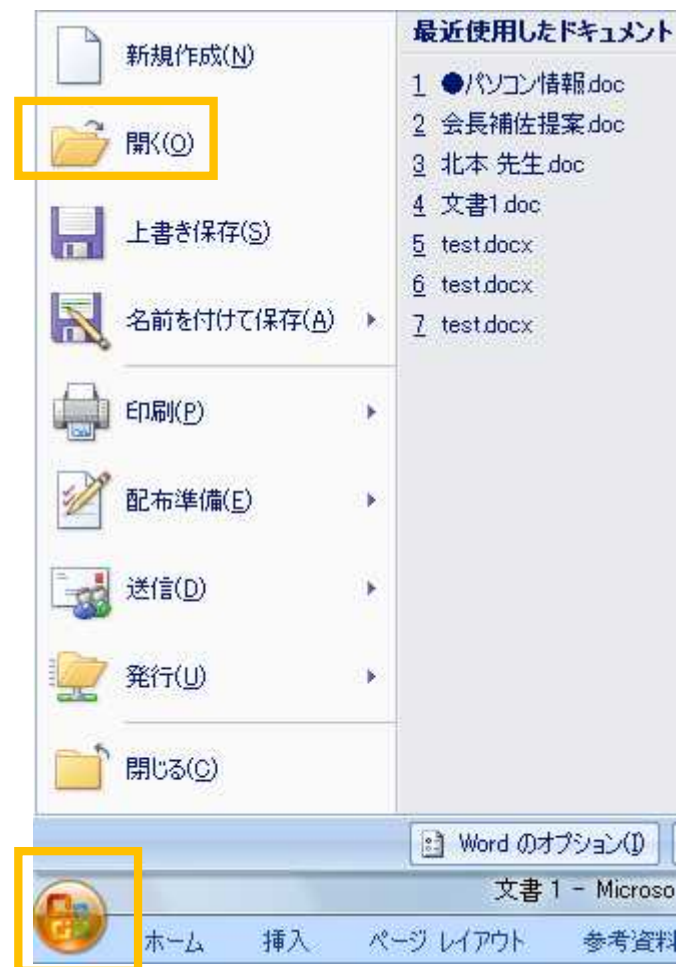 新規作成(N)
開く(O)
上書き保存(S)
名前を付けて保存(A)
印刷(P)
配布準備(E)
送信(D)
発行(U)
閉じる(C)
最近使用したドキュメント
1 ●パソコン情報.doc
2 会長補佐提案.doc
3 北本 先生.doc
4 文書1.doc
5 test.docx
6 test.docx
7 test.docx
Word のオプション(I)
文書 1 - Microso
ホーム 挿入 ページ レイアウト 参考資料